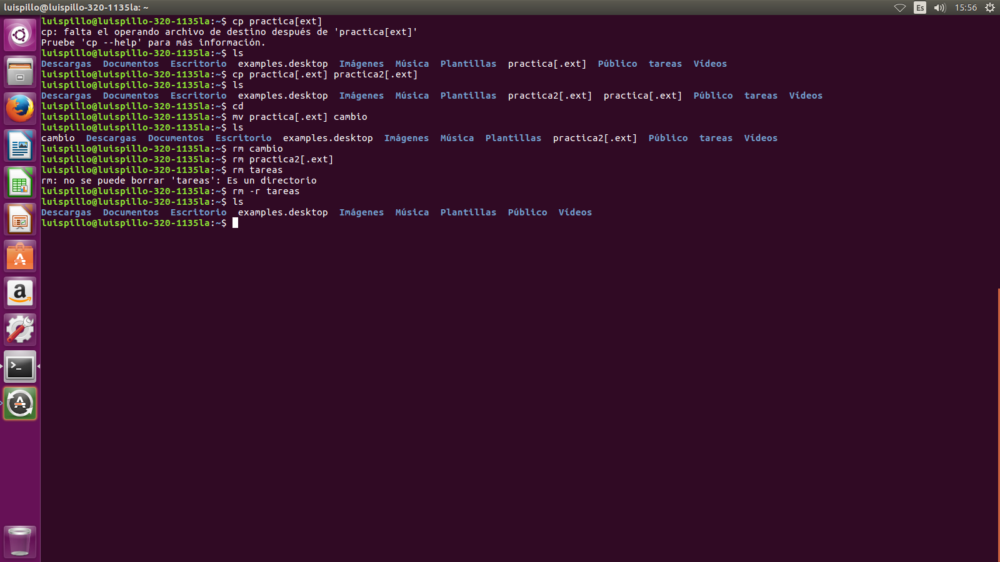 luispillo@luispillo-320-1135la: ~
Es
15:56
luispillo@luispillo-320-1135la:~$ cp practica[ext]
cp: falta el operando archivo de destino después de 'practica[ext]'
Pruebe 'cp --help' para más información.
luispillo@luispillo-320-1135la:~$ ls
Descargas  Documentos  Escritorio  examples.desktop  Imágenes  Música  Plantillas  practica[.ext]  Público  tareas  Vídeos
luispillo@luispillo-320-1135la:~$ cp practica[.ext] practica2[.ext]
luispillo@luispillo-320-1135la:~$ ls
Descargas  Documentos  Escritorio  examples.desktop  Imágenes  Música  Plantillas  practica2[.ext]  practica[.ext]  Público  tareas  Vídeos
luispillo@luispillo-320-1135la:~$ cd
luispillo@luispillo-320-1135la:~$ mv practica[.ext] cambio
luispillo@luispillo-320-1135la:~$ ls
cambio  Descargas  Documentos  Escritorio  examples.desktop  Imágenes  Música  Plantillas  practica2[.ext]  Público  tareas  Vídeos
luispillo@luispillo-320-1135la:~$ rm cambio
luispillo@luispillo-320-1135la:~$ rm practica2[.ext]
luispillo@luispillo-320-1135la:~$ rm tareas
rm: no se puede borrar 'tareas': Es un directorio
luispillo@luispillo-320-1135la:~$ rm -r tareas
luispillo@luispillo-320-1135la:~$ ls
Descargas  Documentos  Escritorio  examples.desktop  Imágenes  Música  Plantillas  Público  Vídeos
luispillo@luispillo-320-1135la:~$